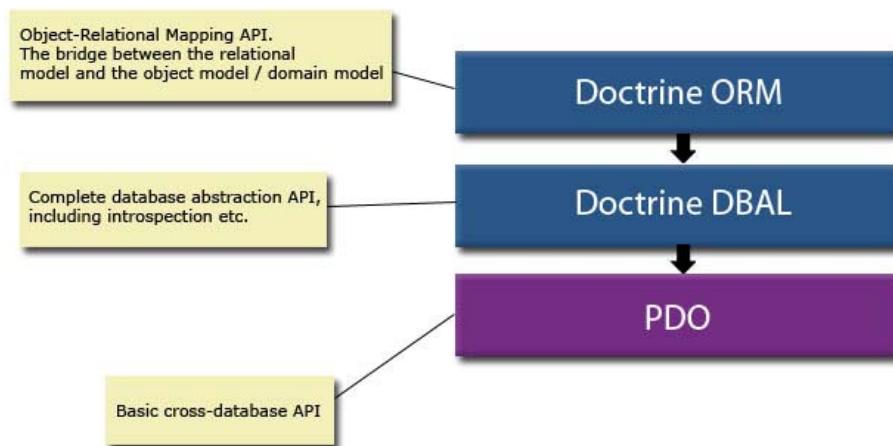 Object-Relational Mapping API.
The bridge between the relational
model and the object model / domain model
Doctrine ORM
Complete database abstraction API,
including introspection etc.
Doctrine DBAL
PDO
Basic cross-database API